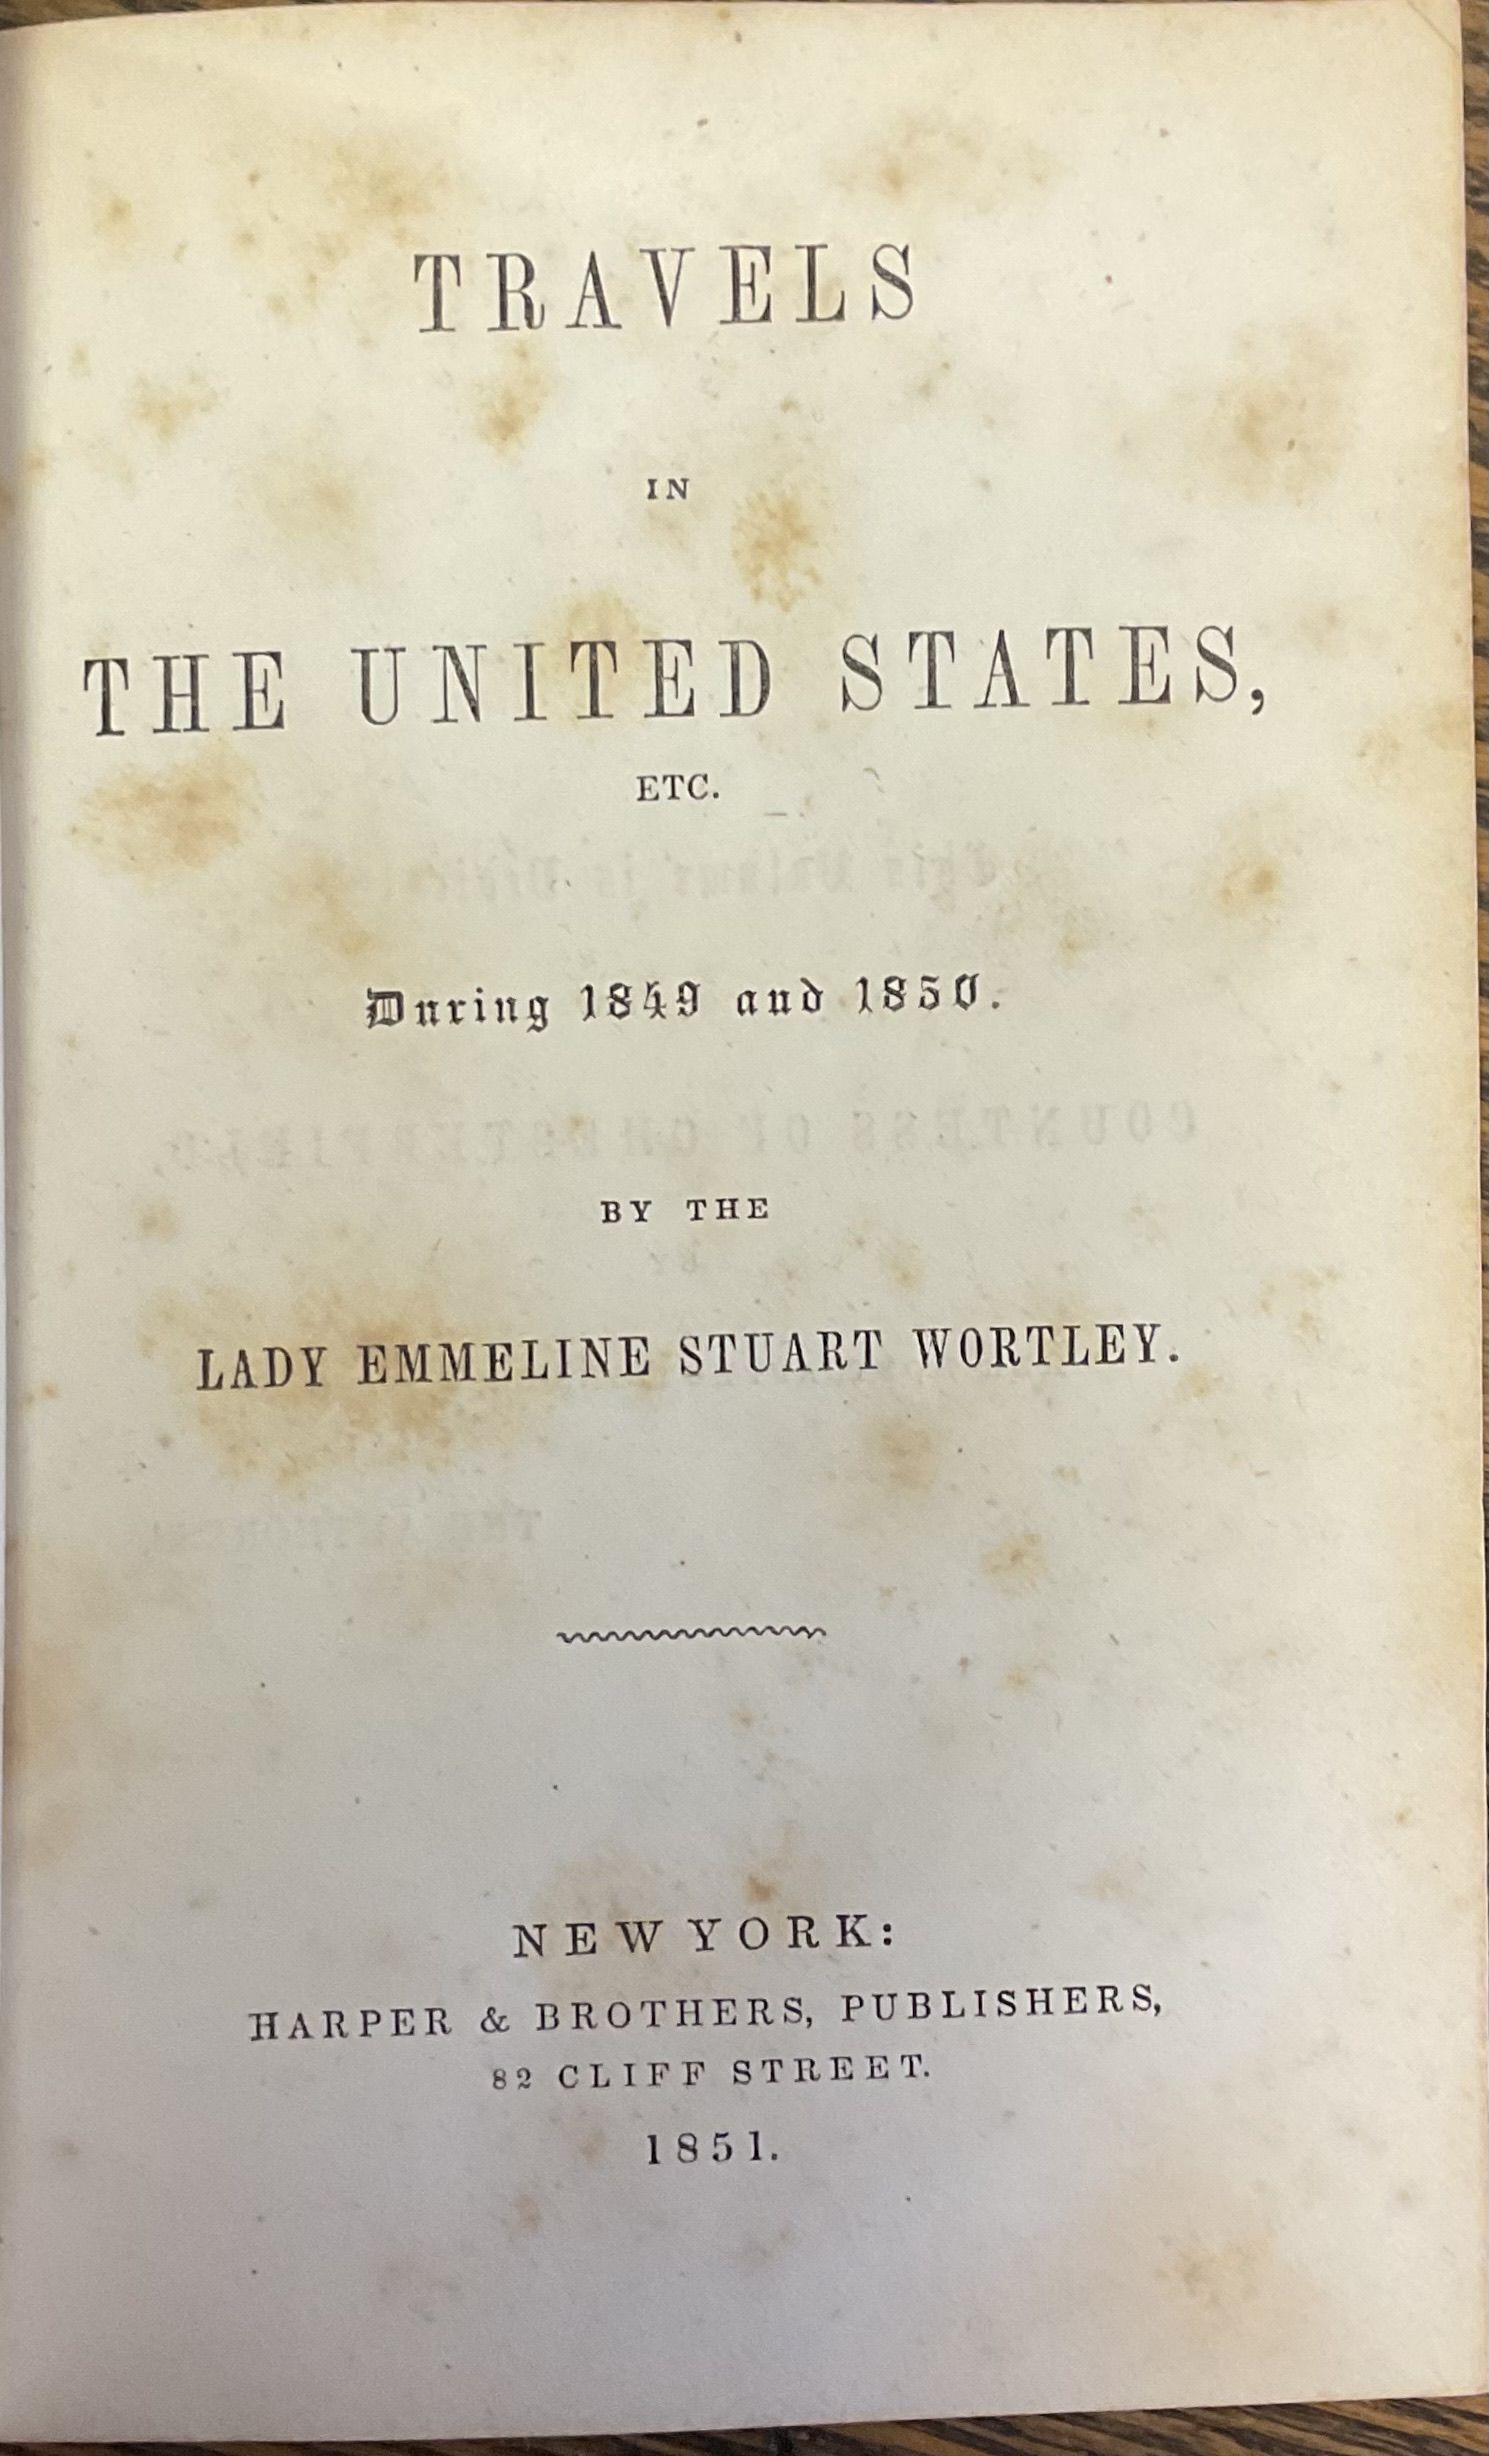 TRAVELS
IN
THE UNITED STATES,
ETC.
During 1849 and 1850.
BY THE
LADY EMMELINE STUART WORTLEY.
NEW YORK:
HARPER & BROTHERS, PUBLISHERS,
82 CLIFF STREET.
1851.